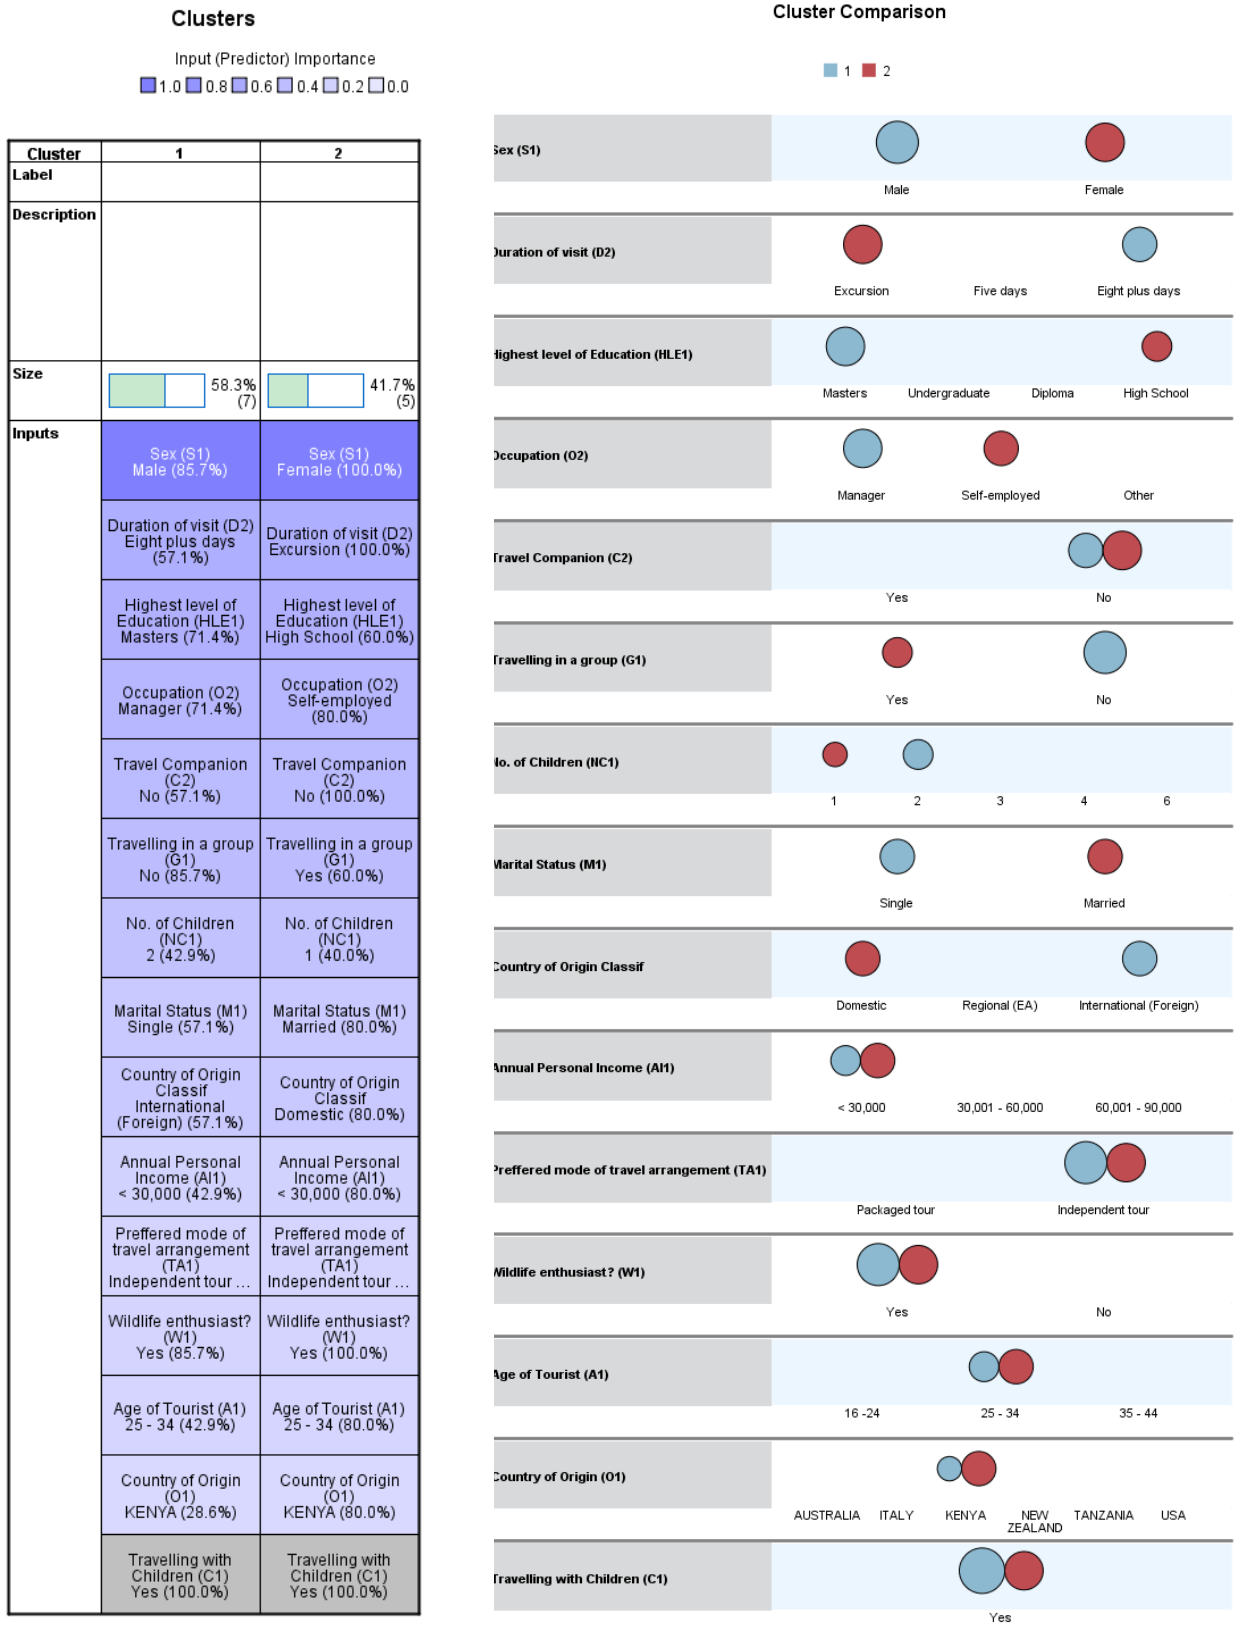 Clusters
Input (Predictor) Importance
1.0 0.8 0.6 0.4 0.2 0.0
Cluster 1 2
Label
Description
Size
58.3%
(7)
41.7%
(5)
Inputs
Sex (S1)
Male (85.7%)
Sex (S1)
Female (100.0%)
Duration of visit (D2)
Eight plus days
(57.1%)
Duration of visit (D2)
Excursion (100.0%)
Highest level of
Education (HLE1)
Masters (71.4%)
Highest level of
Education (HLE1)
High School (60.0%)
Occupation (O2)
Manager (71.4%)
Occupation (O2)
Self-employed
(80.0%)
Travel Companion
(C2)
No (57.1%)
Travel Companion
(C2)
No (100.0%)
Travelling in a group
(G1)
No (85.7%)
Travelling in a group
(G1)
Yes (60.0%)
No. of Children
(NC1)
2 (42.9%)
No. of Children
(NC1)
1 (40.0%)
Marital Status (M1)
Single (57.1%)
Marital Status (M1)
Married (80.0%)
Country of Origin
Classif
International
(Foreign) (57.1%)
Country of Origin
Classif
Domestic (80.0%)
Annual Personal
Income (AI1)
< 30,000 (42.9%)
Annual Personal
Income (AI1)
< 30,000 (80.0%)
Preffered mode of
travel arrangement
(TA1)
Independent tour ...
Preffered mode of
travel arrangement
(TA1)
Independent tour ...
Wildlife enthusiast?
(W1)
Yes (85.7%)
Wildlife enthusiast?
(W1)
Yes (100.0%)
Age of Tourist (A1)
25 - 34 (42.9%)
Age of Tourist (A1)
25 - 34 (80.0%)
Country of Origin
(O1)
KENYA (28.6%)
Country of Origin
(O1)
KENYA (80.0%)
Travelling with
Children (C1)
Yes (100.0%)
Travelling with
Children (C1)
Yes (100.0%)
Cluster Comparison
1 2
Sex (S1)
Male Female
Duration of visit (D2)
Excursion Five days Eight plus days
Highest level of Education (HLE1)
Masters Undergraduate Diploma High School
Occupation (O2)
Manager Self-employed Other
Travel Companion (C2)
Yes No
Travelling in a group (G1)
Yes No
No. of Children (NC1)
1 2 3 4 6
Marital Status (M1)
Single Married
Country of Origin Classif
Domestic Regional (EA) International (Foreign)
Annual Personal Income (AI1)
< 30,000 30,001 - 60,000 60,001 - 90,000
Preffered mode of travel arrangement (TA1)
Packaged tour Independent tour
Wildlife enthusiast? (W1)
Yes No
Age of Tourist (A1)
16 -24 25 - 34 35 - 44
Country of Origin (O1)
AUSTRALIA ITALY KENYA NEW ZEALAND TANZANIA USA
Travelling with Children (C1)
Yes